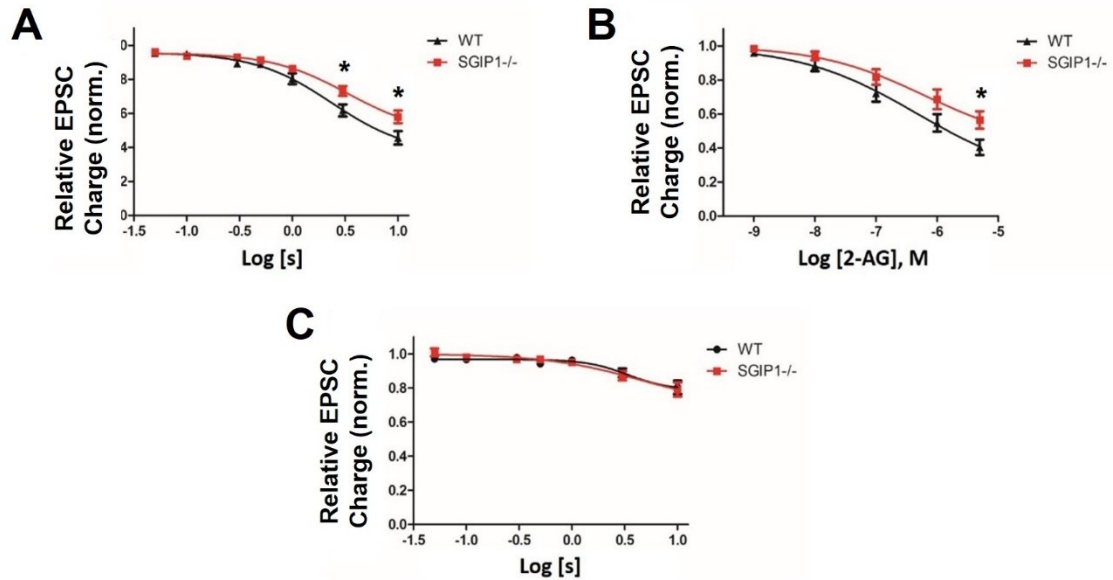 A
WT
SGIP1-/-
Relative EPSC
Charge (norm.)
0
8
6
4
2
0
*
*
-1.5 -1.0 -0.5 0.0 0.5 1.0
Log [s]
B
WT
SGIP1-/-
Relative EPSC
Charge (norm.)
1.0
0.8
0.6
0.4
0.2
0.0
*
-9 -8 -7 -6 -5
Log [2-AG], M
C
WT
SGIP1-/-
Relative EPSC
Charge (norm.)
1.0
0.8
0.6
0.4
0.2
0.0
-1.5 -1.0 -0.5 0.0 0.5 1.0
Log [s]